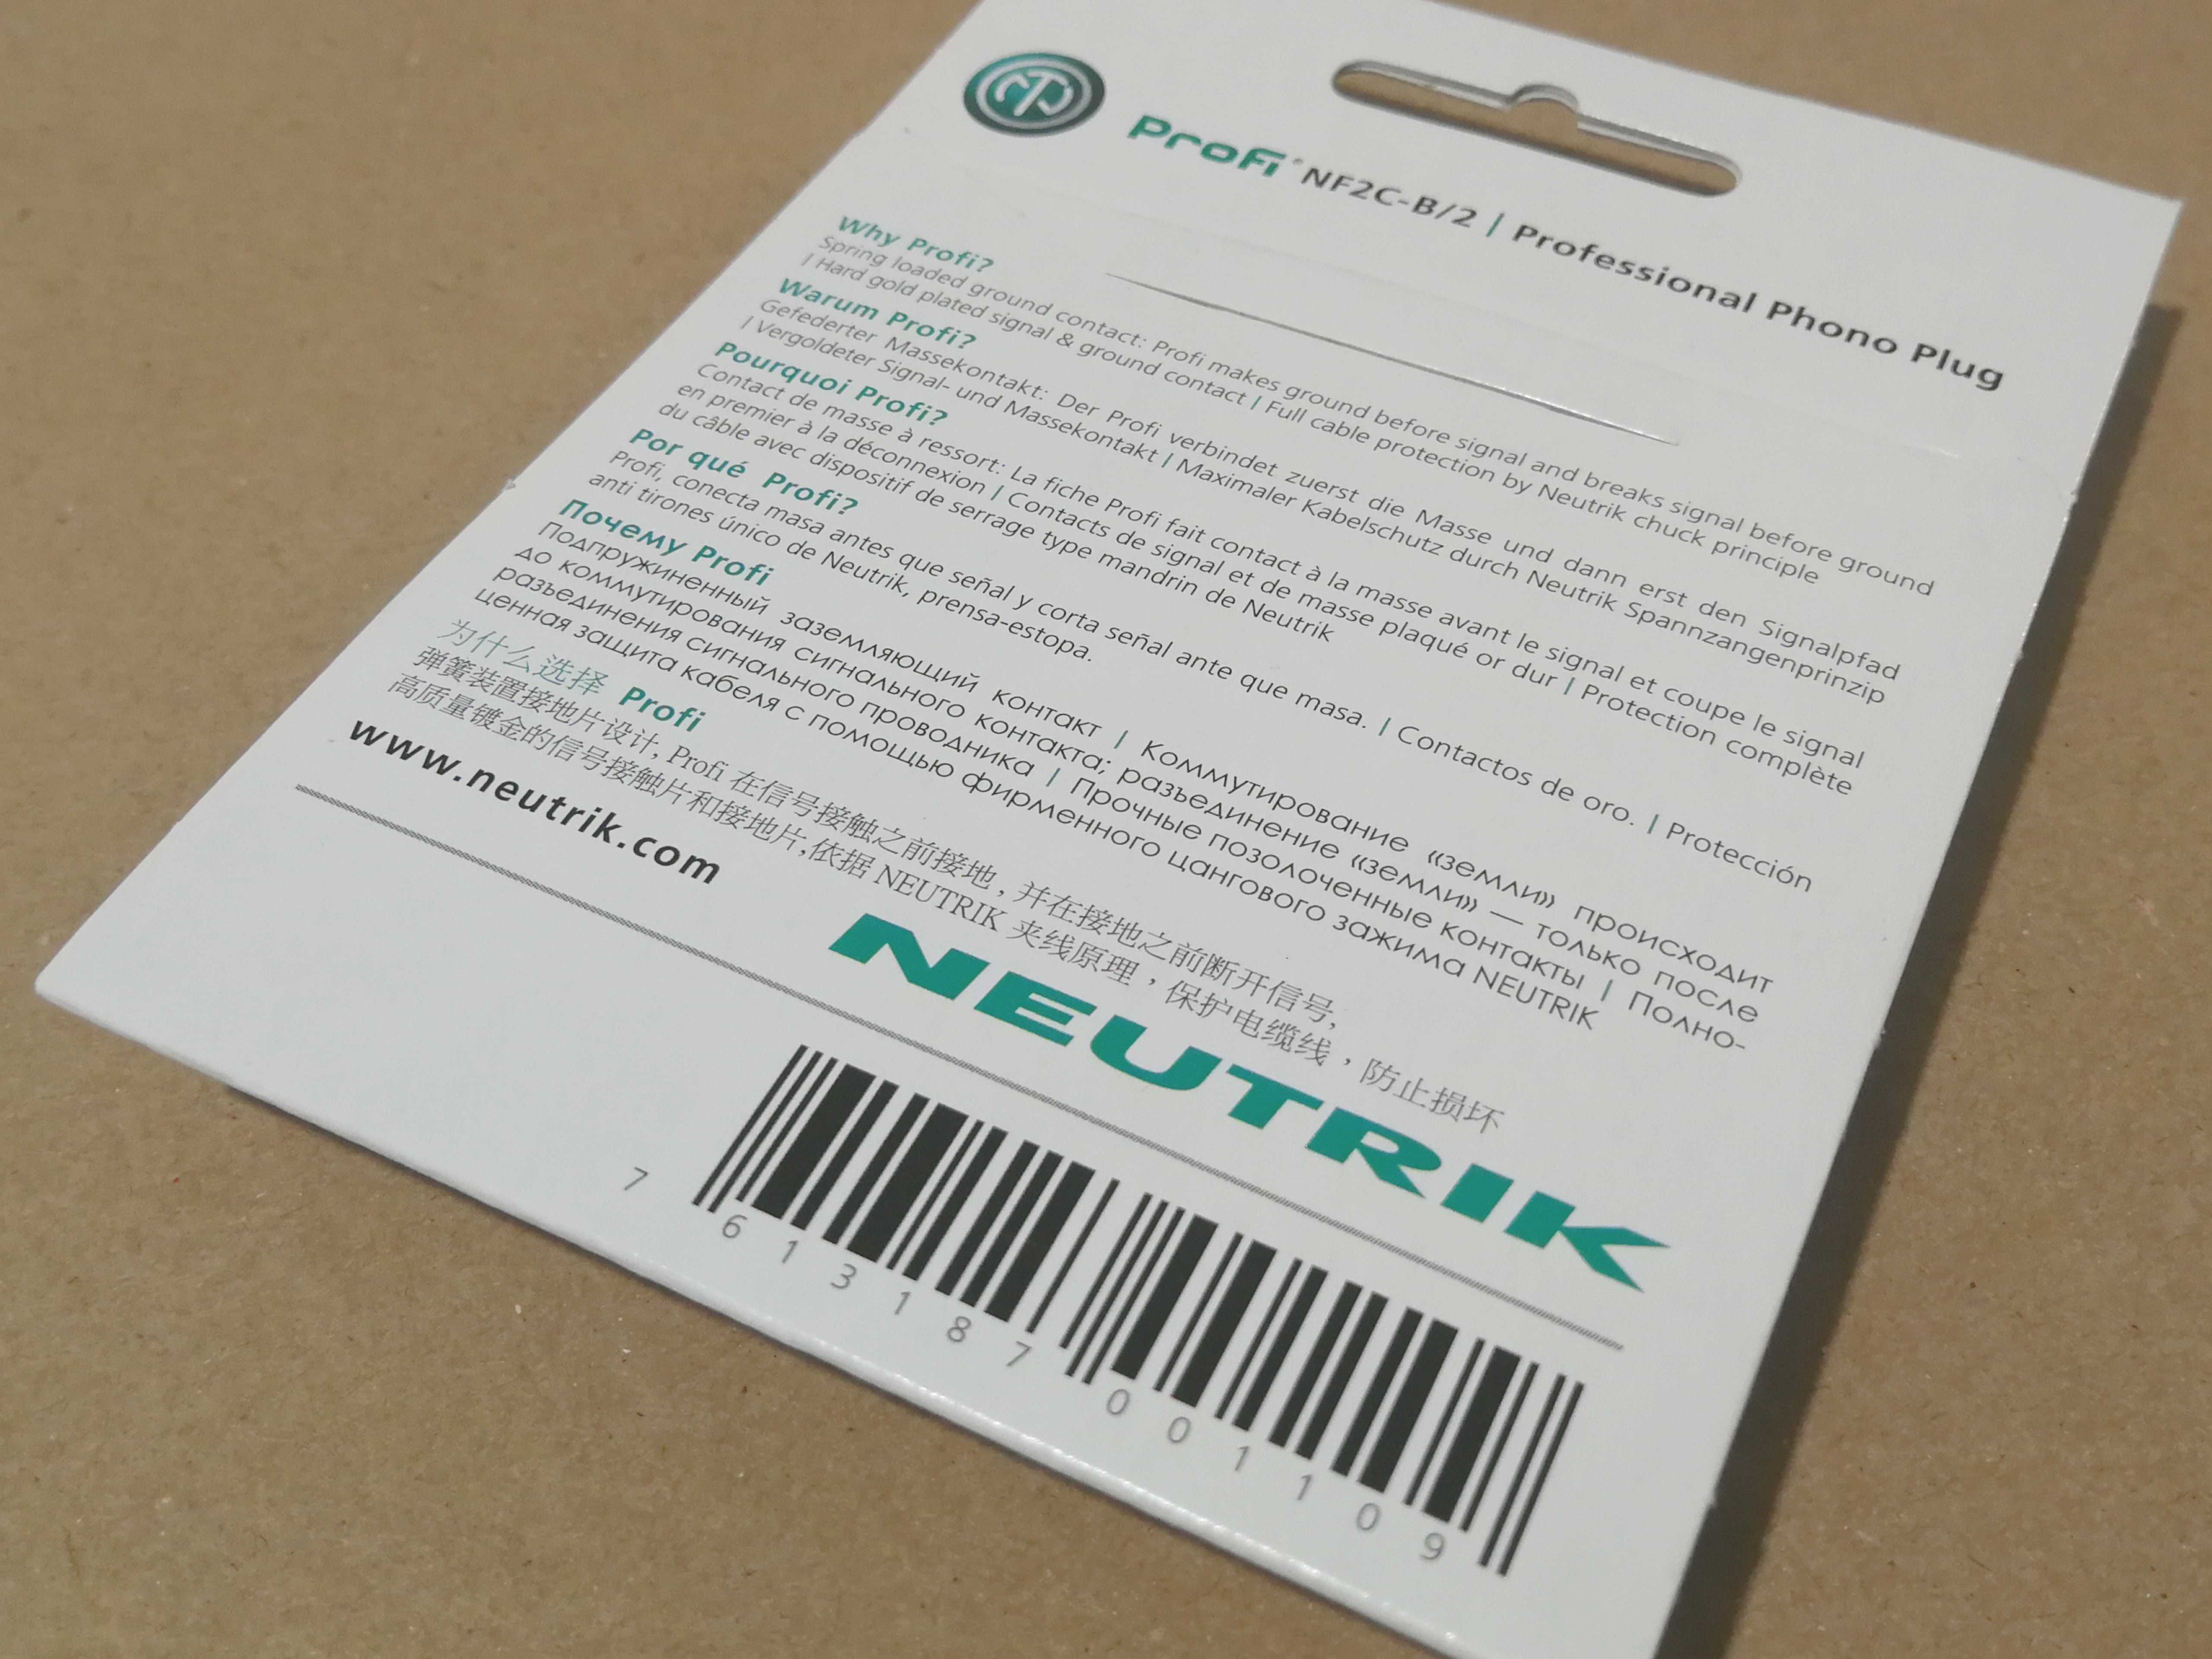 Profi® NF2C-B/2 | Professional Phono Plug
Why Profi?
Spring loaded ground contact: Profi makes ground before signal and breaks signal before ground
| Hard gold plated signal & ground contact | Full cable protection by Neutrik chuck principle
Warum Profi?
Gefederter Massekontakt: Der Profi verbindet zuerst die Masse und dann erst den Signalpfad
| Vergoldeter Signal- und Massekontakt | Maximaler Kabelschutz durch Neutrik Spannzangenprinzip
Pourquoi Profi?
Contact de masse à ressort: La fiche Profi fait contact à la masse avant le signal et coupe le signal
en premier à la déconnexion | Contacts de signal et de masse plaqué or dur | Protection complète
du câble avec dispositif de serrage type mandrin de Neutrik
Por qué Profi?
Profi, conecta masa antes que señal y corta señal ante que masa. | Contactos de oro. | Protección
anti tirones único de Neutrik, prensa-estopa.
Почему Profi
Подпружиненный заземляющий контакт | Коммутирование «земли» происходит
до коммутирования сигнального контакта; разъединение «земли» — только после
разъединения сигнального проводника | Прочные позолоченные контакты | Полно-
ценная защита кабеля с помощью фирменного цангового зажима NEUTRIK
为什么选择 Profi
弹簧装置接地片设计, Profi 在信号接触之前接地, 并在接地之前断开信号,
高质量镀金的信号接触片和接地片,依据 NEUTRIK 夹线原理，保护电缆线，防止损坏
www.neutrik.com
NEUTRIK
7 613187 001109